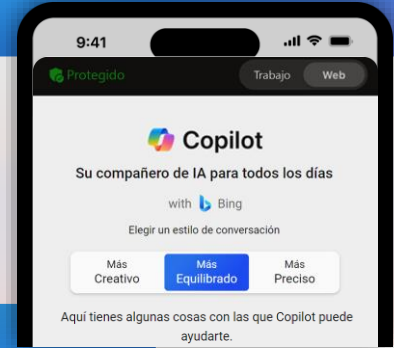 9:41
Protegido
Trabajo Web
Copilot
Su compañero de IA para todos los días
with Bing
Elegir un estilo de conversación
Más Creativo
Más Equilibrado
Más Preciso
Aquí tienes algunas cosas con las que Copilot puede
ayudarte.